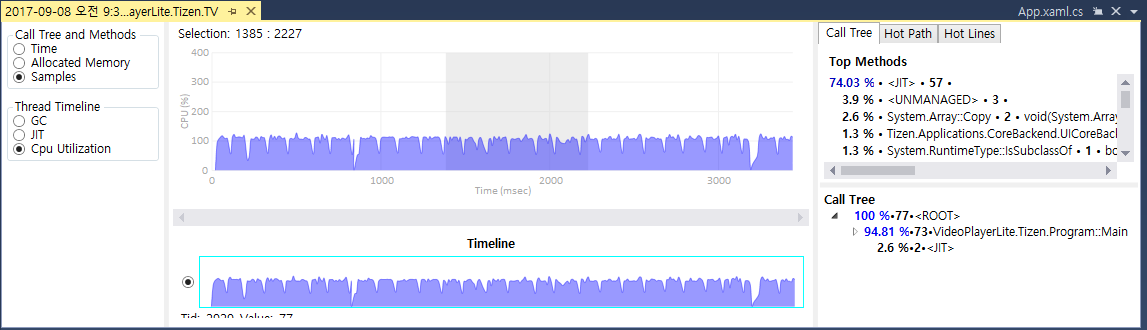 2017-09-08 오전 9:3...ayerLite.Tizen.TV
App.xaml.cs
Call Tree and Methods
Time
Allocated Memory
Samples
Thread Timeline
GC
JIT
Cpu Utilization
Selection: 1385 : 2227
CPU (%)
400
300
200
100
0
0 1000 2000 3000
Time (msec)
Timeline
Tid: 2929 Value: 77
Call Tree Hot Path Hot Lines
Top Methods
74.03 % • <JIT> • 57 •
3.9 % • <UNMANAGED> • 3 •
2.6 % • System.Array::Copy • 2 • void(System.Array
1.3 % • Tizen.Applications.CoreBackend.UICoreBack
1.3 % • System.RuntimeType::IsSubclassOf • 1 • bo
Call Tree
100 %•77•<ROOT>
94.81 %•73•VideoPlayerLite.Tizen.Program::Main
2.6 %•2•<JIT>